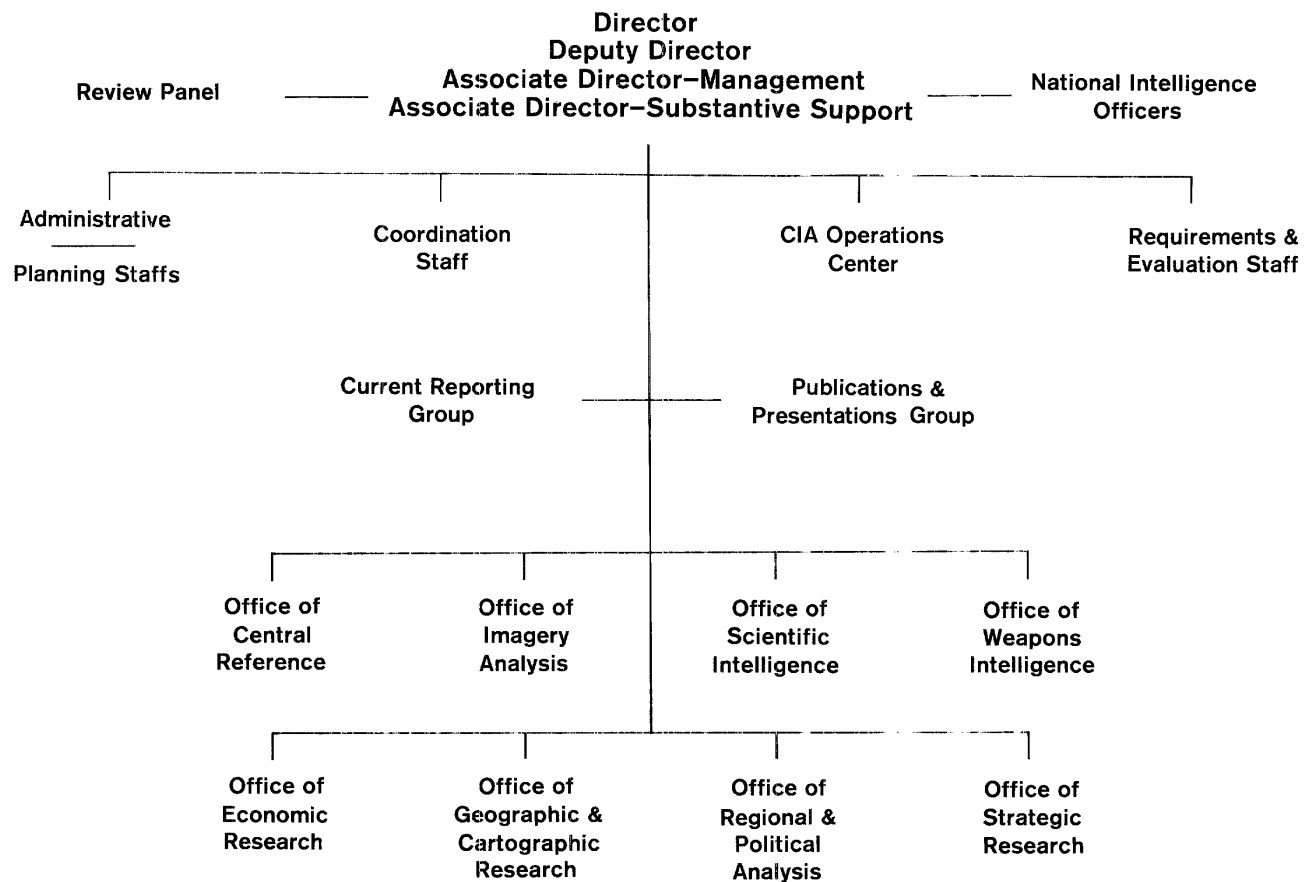 Director
Deputy Director
Associate Director–Management
Associate Director–Substantive Support
Review Panel
National Intelligence
Officers
Administrative
Planning Staffs
Coordination
Staff
CIA Operations
Center
Requirements &
Evaluation Staff
Current Reporting
Group
Publications &
Presentations Group
Office of
Central
Reference
Office of
Imagery
Analysis
Office of
Scientific
Intelligence
Office of
Weapons
Intelligence
Office of
Economic
Research
Office of
Geographic &
Cartographic
Research
Office of
Regional &
Political
Analysis
Office of
Strategic
Research